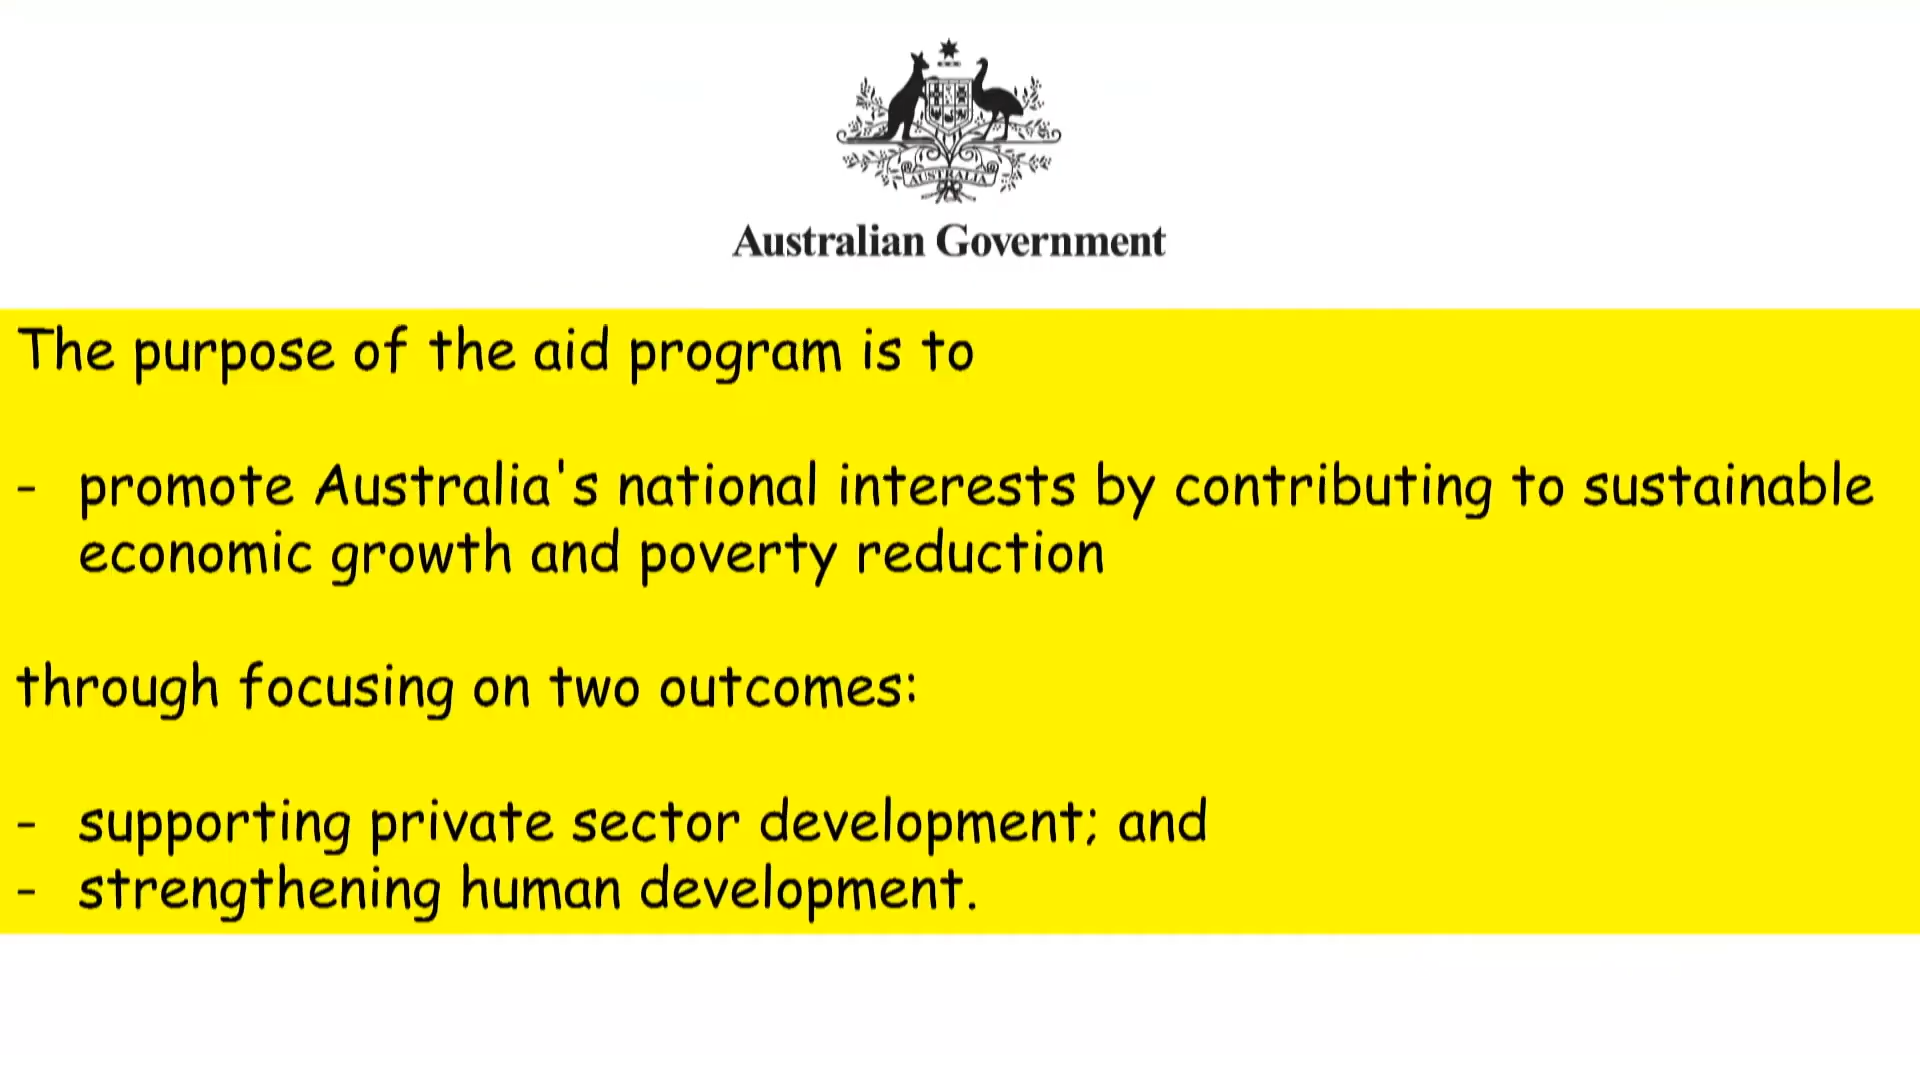 AUSTRALIA
Australian Government
The purpose of the aid program is to
- promote Australia's national interests by contributing to sustainable
economic growth and poverty reduction
through focusing on two outcomes:
- supporting private sector development; and
- strengthening human development.